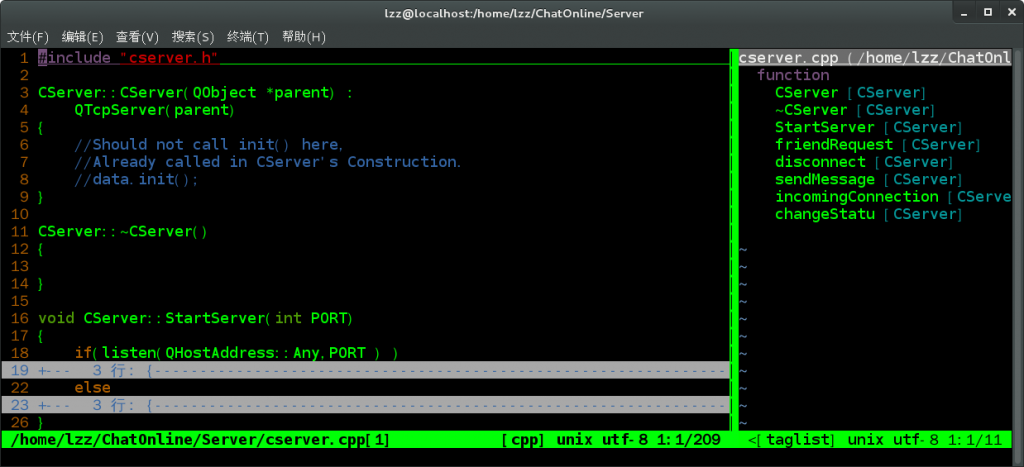 lzz@localhost:/home/lzz/ChatOnline/Server
文件(F) 编辑(E) 查看(V) 搜索(S) 终端(T) 帮助(H)
1 #include "cserver.h"
2
3 CServer::CServer(QObject *parent) :
4 QTcpServer(parent)
5 {
6 //Should not call init() here,
7 //Already called in CServer's Construction.
8 //data.init();
9 }
10
11 CServer::~CServer()
12 {
13
14 }
15
16 void CServer::StartServer(int PORT)
17 {
18 if(listen(QHostAddress::Any,PORT ) )
19 +--- 3 行: {----------------------------------------------------------------
22 else
23 +--- 3 行: {----------------------------------------------------------------
26 }
/home/lzz/ChatOnline/Server/cserver.cpp[1] [cpp] unix utf-8 1:1/209
cserver.cpp (/home/lzz/ChatOnl
function
CServer [CServer]
~CServer [CServer]
StartServer [CServer]
friendRequest [CServer]
disconnect [CServer]
sendMessage [CServer]
incomingConnection [CServe
changeStatu [CServer]
~
~
~
~
~
~
~
~
~
~
~
<[taglist] unix utf-8 1:1/11